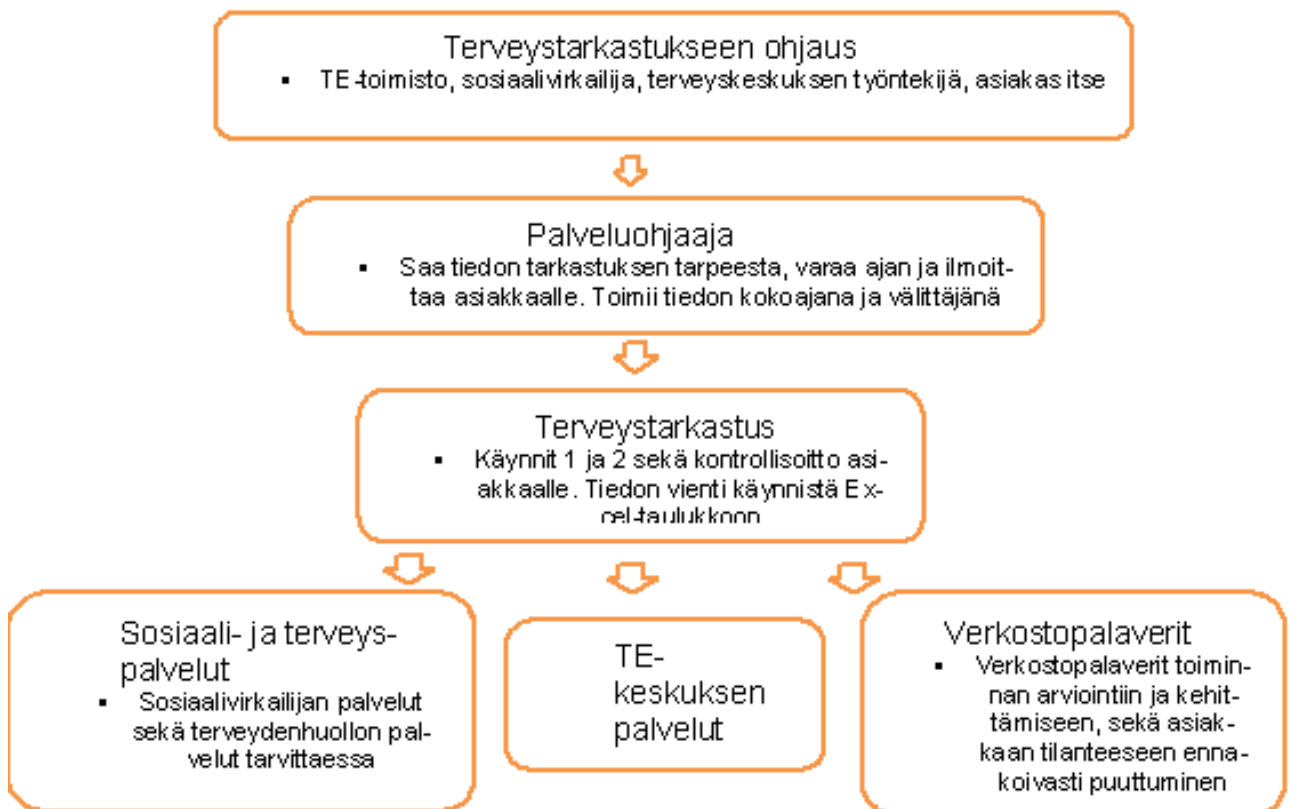 Terveystarkastukseen ohjaus
▪ TE-toimisto, sosiaalivirkailija, terveyskeskuksen työntekijä, asiakas itse
Palveluohjaaja
▪ Saa tiedon tarkastuksen tarpeesta, varaa ajan ja ilmoit-
taa asiakkaalle. Toimii tiedon kokoajana ja välittäjänä
Terveystarkastus
▪ Käynnit 1 ja 2 sekä kontrollisoitto asi-
akkaalle. Tiedon vienti käynnistä Ex-
cel-taulukkoon
Sosiaali- ja terveys-
palvelut
▪ Sosiaalivirkailijan palvelut
sekä terveydenhuollon pal-
velut tarvittaessa
TE-
keskuksen
palvelut
Verkostopalaverit
▪ Verkostopalaverit toimin-
nan arviointiin ja kehit-
tämiseen, sekä asiak-
kaan tilanteeseen enna-
koivasti puuttuminen